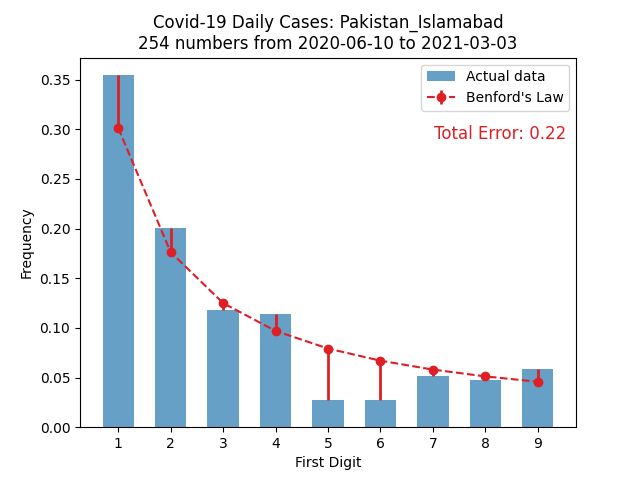 Covid-19 Daily Cases: Pakistan_Islamabad
254 numbers from 2020-06-10 to 2021-03-03
Actual data
Benford's Law
Total Error: 0.22
Frequency
0.35
0.30
0.25
0.20
0.15
0.10
0.05
0.00
1 2 3 4 5 6 7 8 9
First Digit